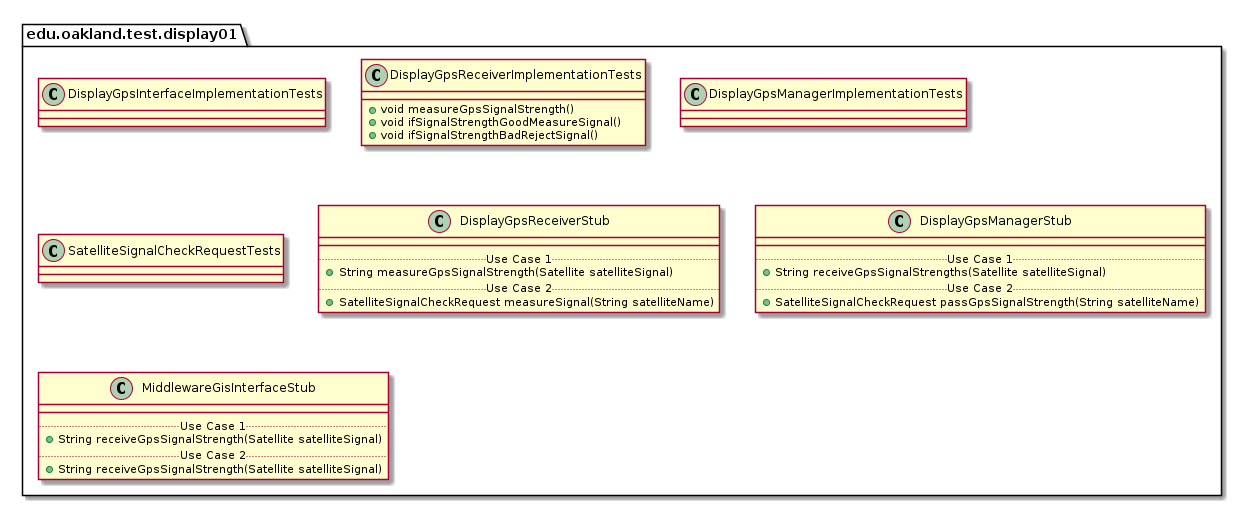 edu.oakland.test.display01
C DisplayGpsInterfaceImplementationTests
C DisplayGpsReceiverImplementationTests
void measureGpsSignalStrength()
void ifSignalStrengthGoodMeasureSignal()
void ifSignalStrengthBadRejectSignal()
C DisplayGpsManagerImplementationTests
C SatelliteSignalCheckRequestTests
C DisplayGpsReceiverStub
Use Case 1
String measureGpsSignalStrength(Satellite satelliteSignal)
Use Case 2
SatelliteSignalCheckRequest measureSignal(String satelliteName)
C DisplayGpsManagerStub
Use Case 1
String receiveGpsSignalStrengths(Satellite satelliteSignal)
Use Case 2
SatelliteSignalCheckRequest passGpsSignalStrength(String satelliteName)
C MiddlewareGisInterfaceStub
Use Case 1
String receiveGpsSignalStrength(Satellite satelliteSignal)
Use Case 2
String receiveGpsSignalStrength(Satellite satelliteSignal)